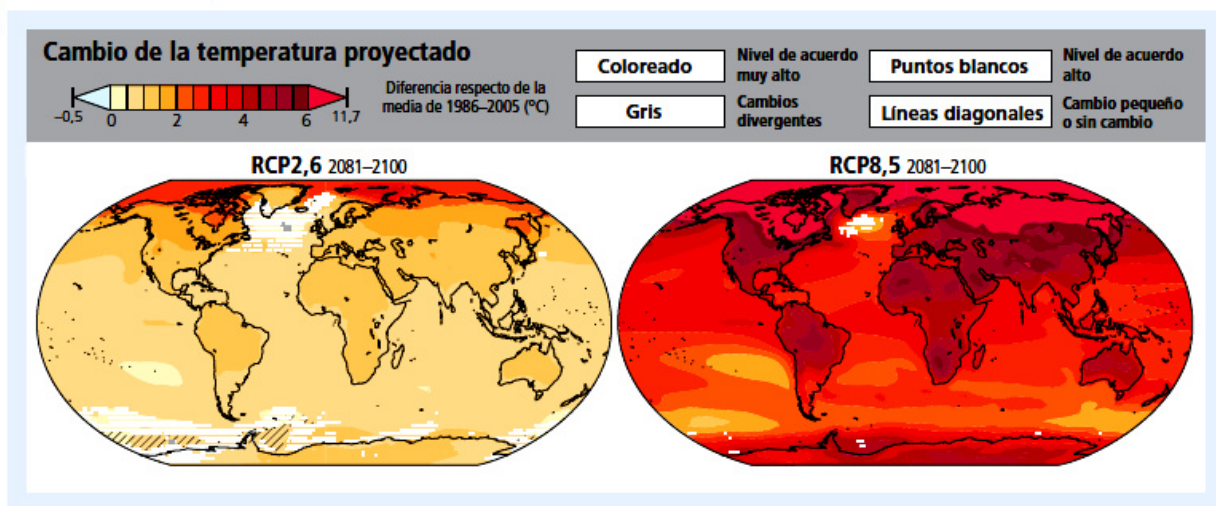 Cambio de la temperatura proyectado
−0,5 0 2 4 6 11,7
Diferencia respecto de la
media de 1986–2005 (°C)
Coloreado
Nivel de acuerdo
muy alto
Puntos blancos
Nivel de acuerdo
alto
Gris
Cambios
divergentes
Líneas diagonales
Cambio pequeño
o sin cambio
RCP2,6 2081–2100
RCP8,5 2081–2100